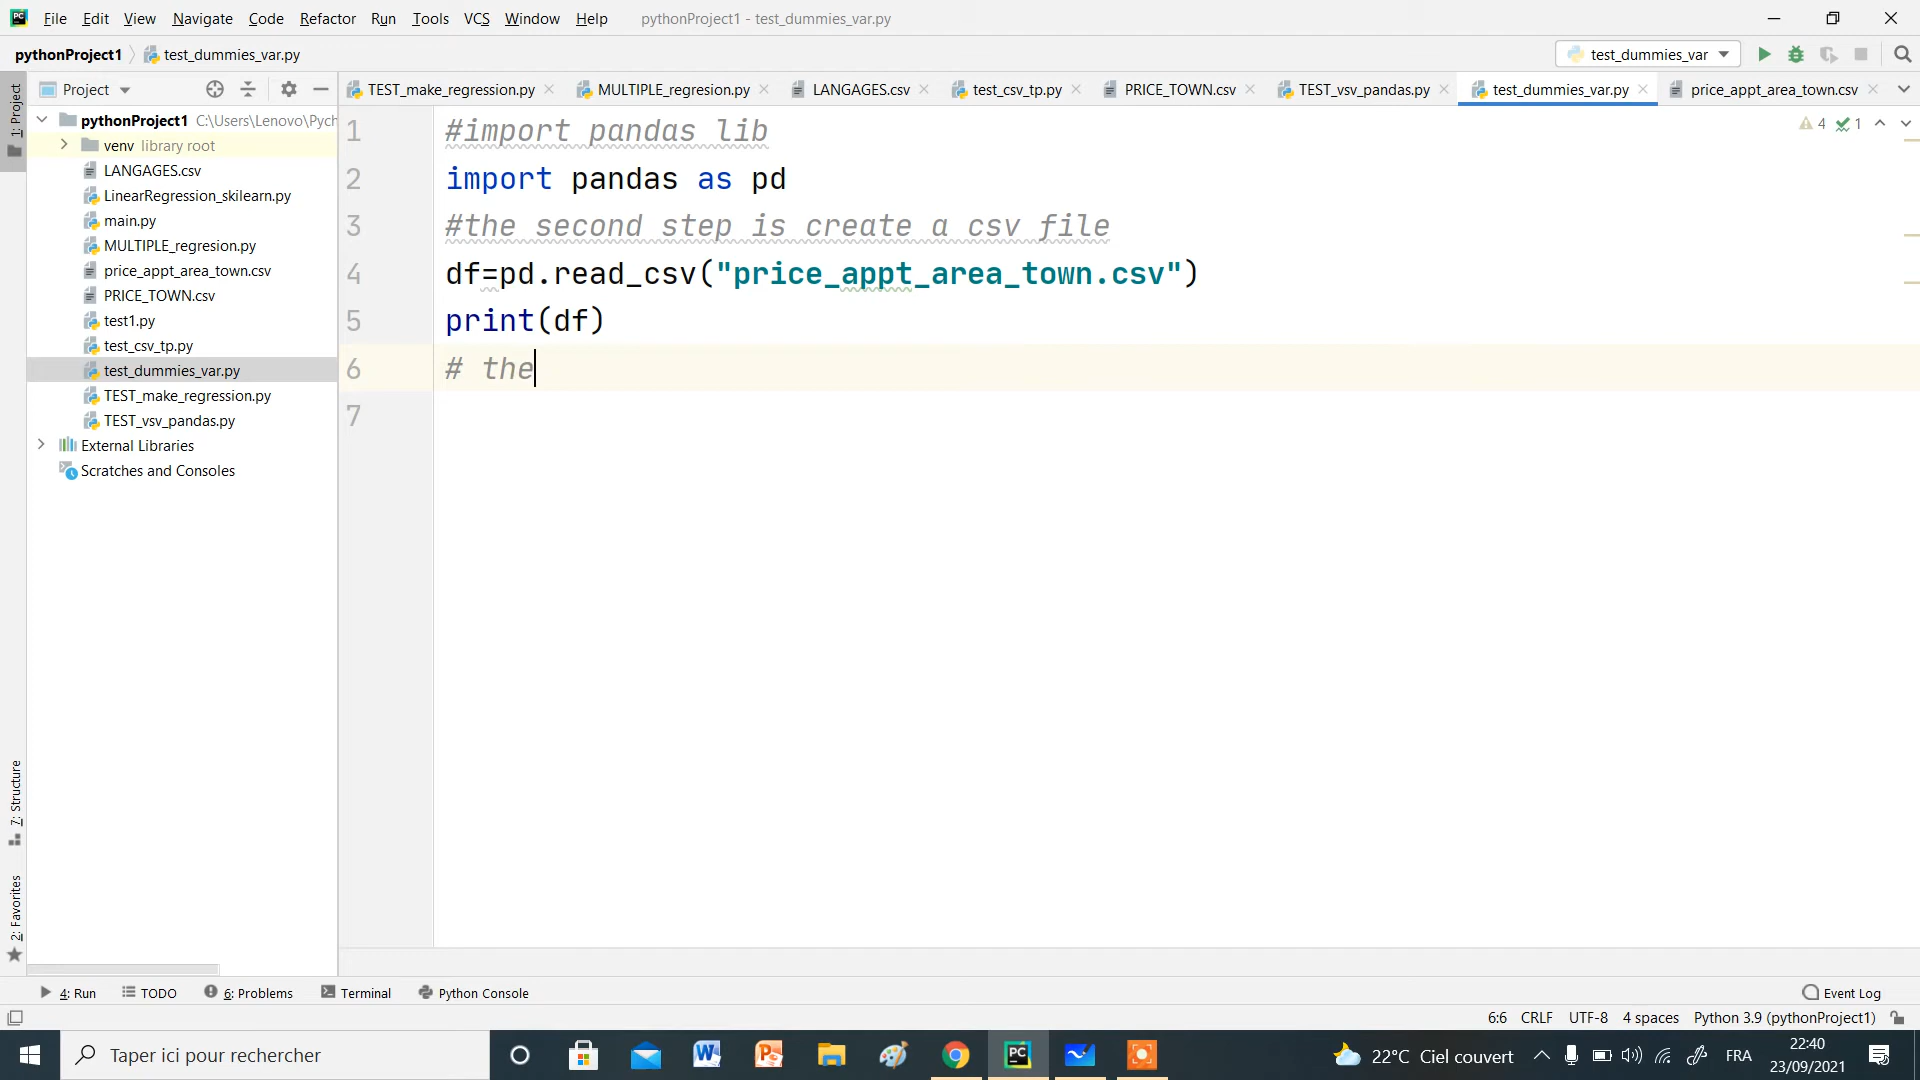 PC File Edit View Navigate Code Refactor Run Tools VCS Window Help pythonProject1 - test_dummies_var.py
pythonProject1 test_dummies_var.py test_dummies_var
Project TEST_make_regression.py MULTIPLE_regresion.py LANGAGES.csv test_csv_tp.py PRICE_TOWN.csv TEST_vsv_pandas.py test_dummies_var.py price_appt_area_town.csv
1: Project
pythonProject1 C:\Users\Lenovo\Pych
venv library root
LANGAGES.csv
LinearRegression_skilearn.py
main.py
MULTIPLE_regresion.py
price_appt_area_town.csv
PRICE_TOWN.csv
test1.py
test_csv_tp.py
test_dummies_var.py
TEST_make_regression.py
TEST_vsv_pandas.py
External Libraries
Scratches and Consoles
7: Structure
2: Favorites
1 #import pandas lib
2 import pandas as pd
3 #the second step is create a csv file
4 df=pd.read_csv("price_appt_area_town.csv")
5 print(df)
6 # the
7
4 1
4: Run TODO 6: Problems Terminal Python Console Event Log
6:6 CRLF UTF-8 4 spaces Python 3.9 (pythonProject1)
Taper ici pour rechercher PC 22°C Ciel couvert FRA 22:40
23/09/2021